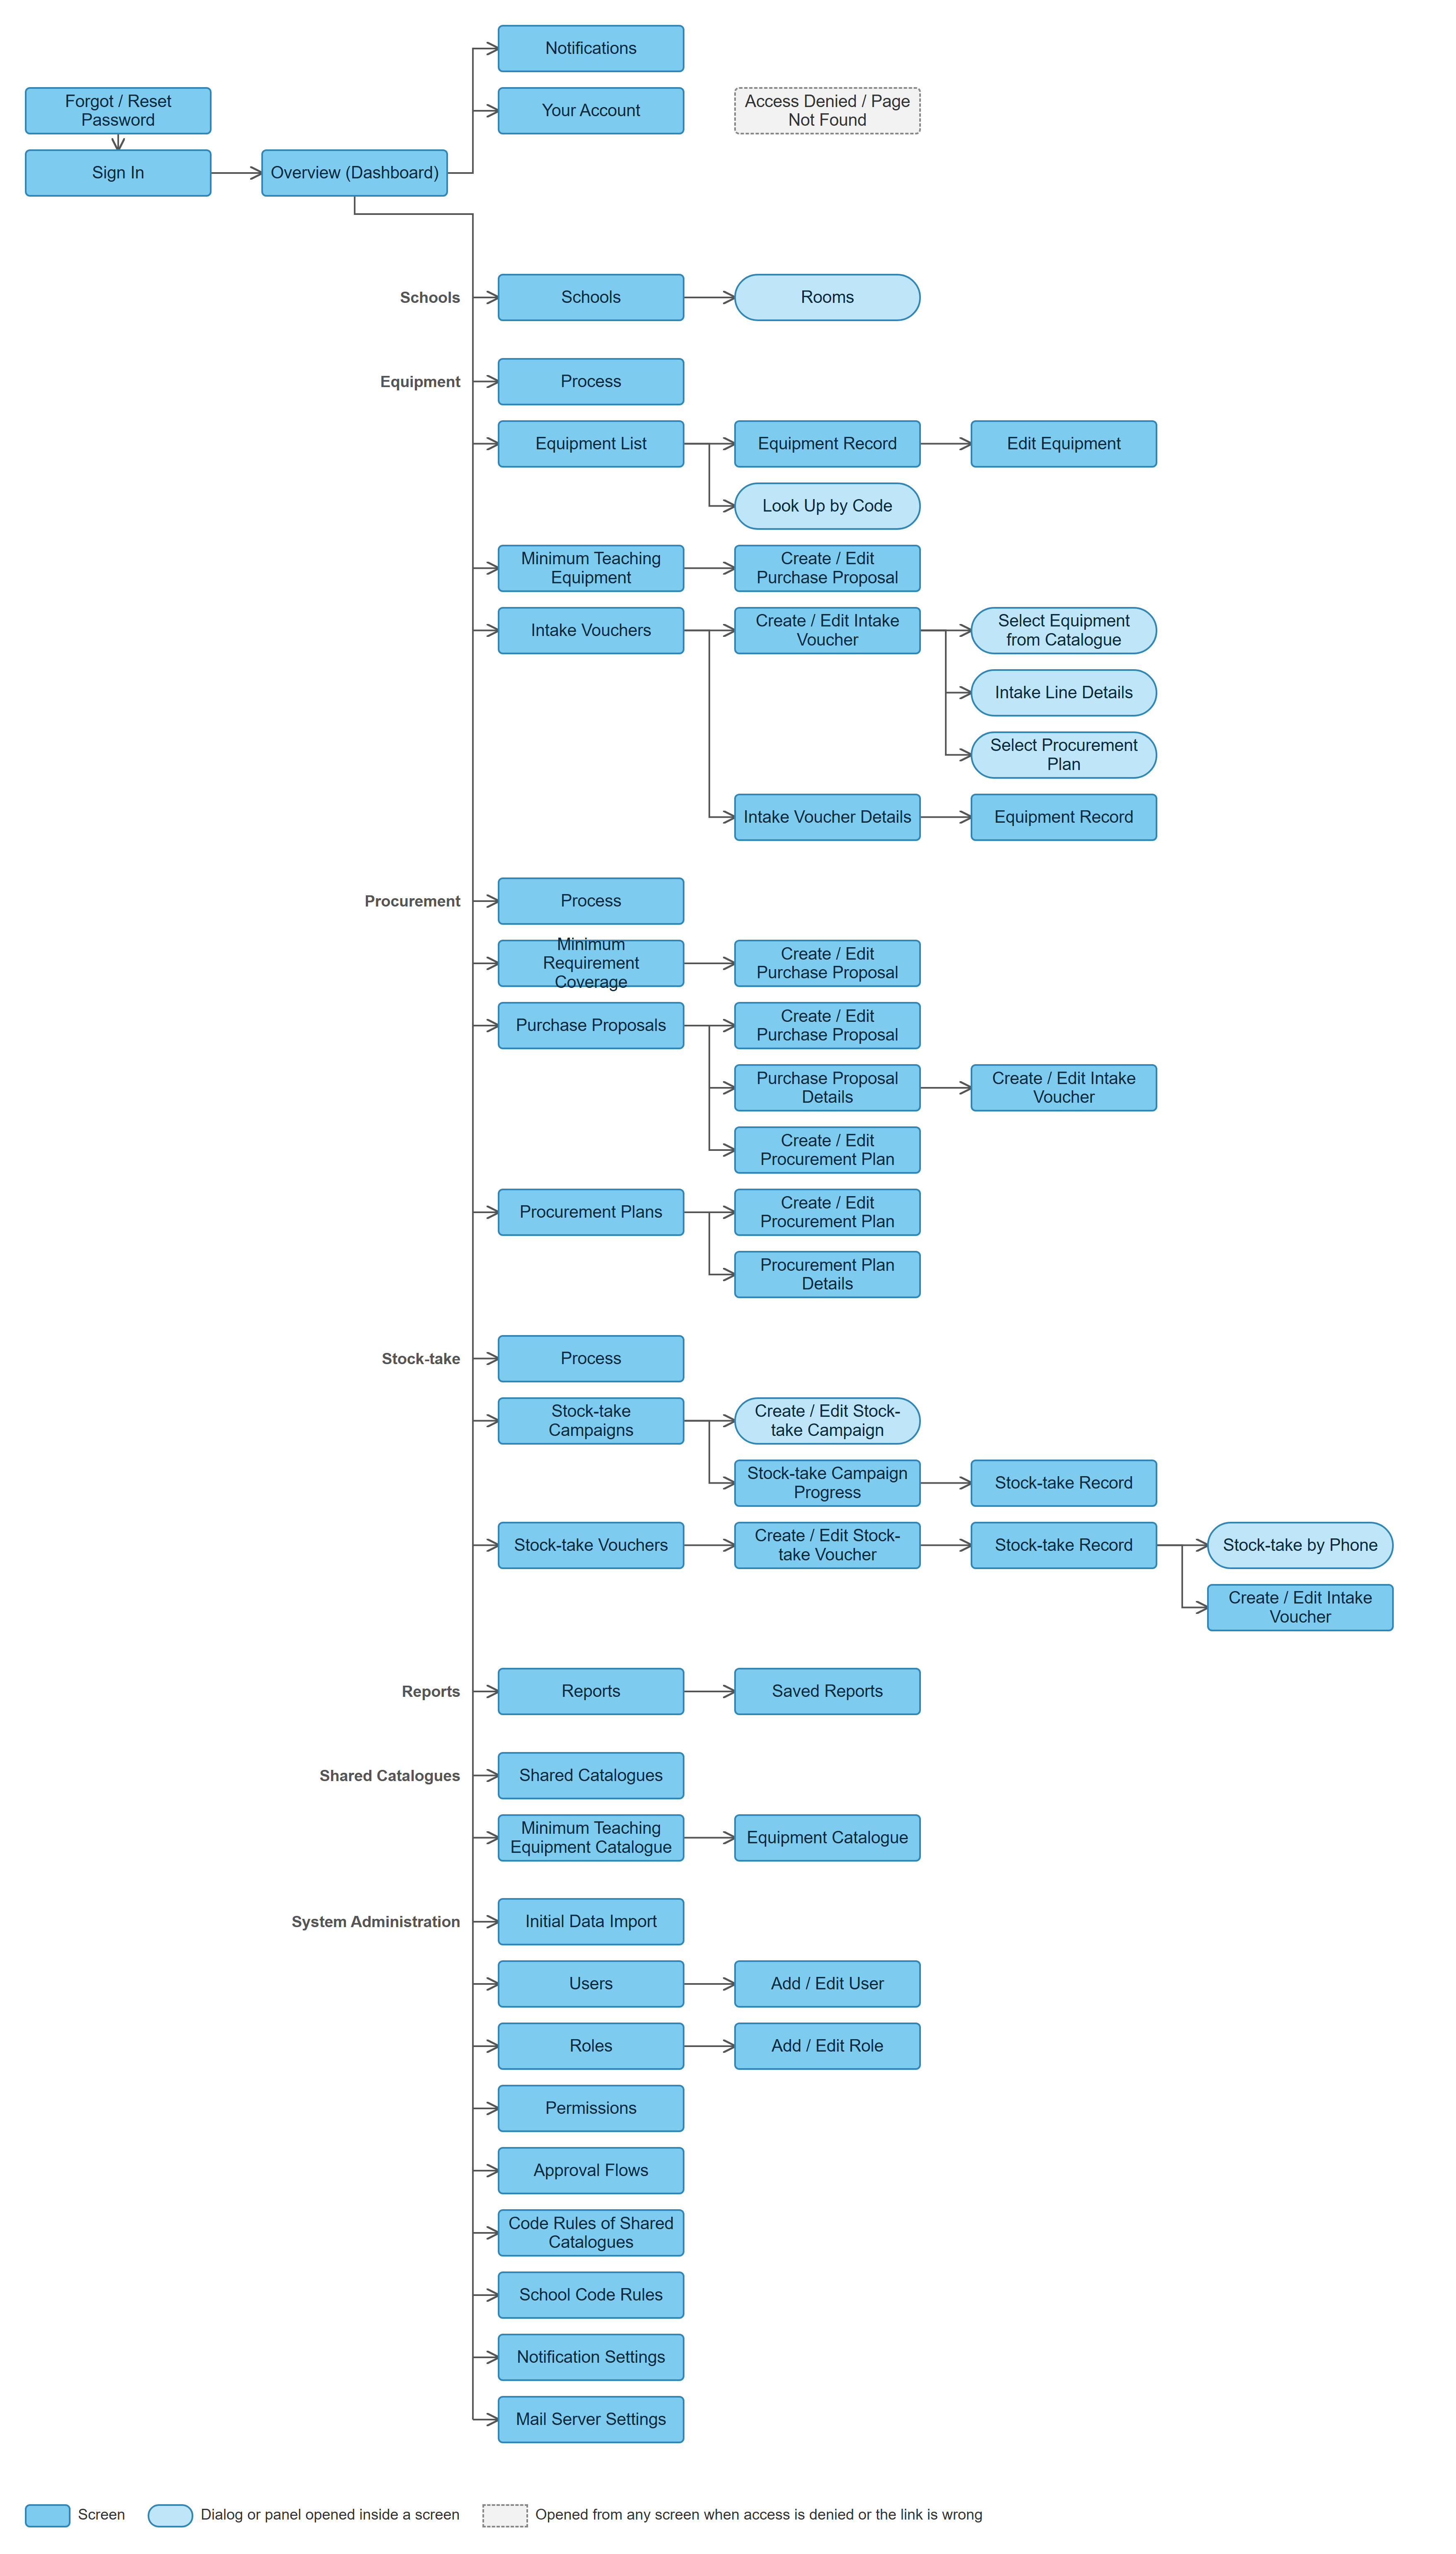 Notifications
Forgot / Reset
Password
Your Account
Access Denied / Page
Not Found
Sign In
Overview (Dashboard)
Schools
Schools
Rooms
Equipment
Process
Equipment List
Equipment Record
Edit Equipment
Look Up by Code
Minimum Teaching
Equipment
Create / Edit
Purchase Proposal
Intake Vouchers
Create / Edit Intake
Voucher
Select Equipment
from Catalogue
Intake Line Details
Select Procurement
Plan
Intake Voucher Details
Equipment Record
Procurement
Process
Minimum
Requirement
Coverage
Create / Edit
Purchase Proposal
Purchase Proposals
Create / Edit
Purchase Proposal
Purchase Proposal
Details
Create / Edit Intake
Voucher
Create / Edit
Procurement Plan
Procurement Plans
Create / Edit
Procurement Plan
Procurement Plan
Details
Stock-take
Process
Stock-take
Campaigns
Create / Edit Stock-
take Campaign
Stock-take Campaign
Progress
Stock-take Record
Stock-take Vouchers
Create / Edit Stock-
take Voucher
Stock-take Record
Stock-take by Phone
Create / Edit Intake
Voucher
Reports
Reports
Saved Reports
Shared Catalogues
Shared Catalogues
Minimum Teaching
Equipment Catalogue
Equipment Catalogue
System Administration
Initial Data Import
Users
Add / Edit User
Roles
Add / Edit Role
Permissions
Approval Flows
Code Rules of Shared
Catalogues
School Code Rules
Notification Settings
Mail Server Settings
Screen
Dialog or panel opened inside a screen
Opened from any screen when access is denied or the link is wrong